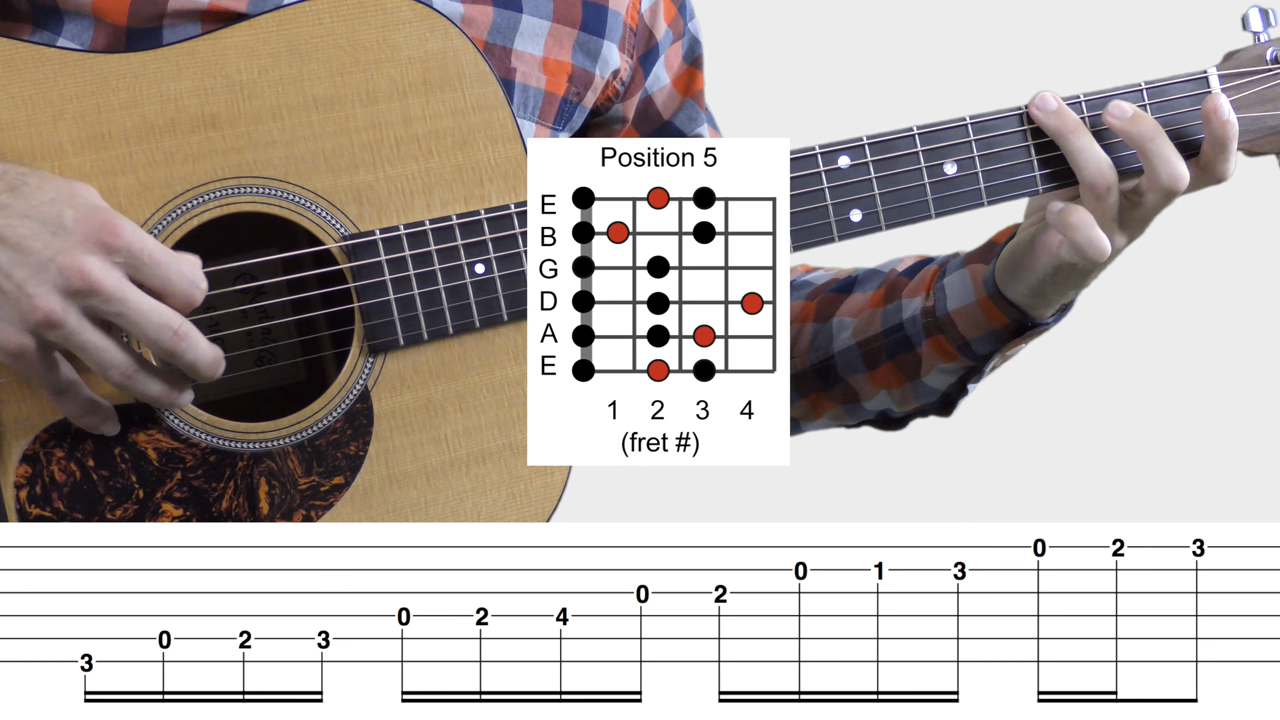 Position 5
E
B
G
D
A
E
1 2 3 4
(fret #)
0 2 3
0 1 3
0 2
0 2 4
0 2 3
3